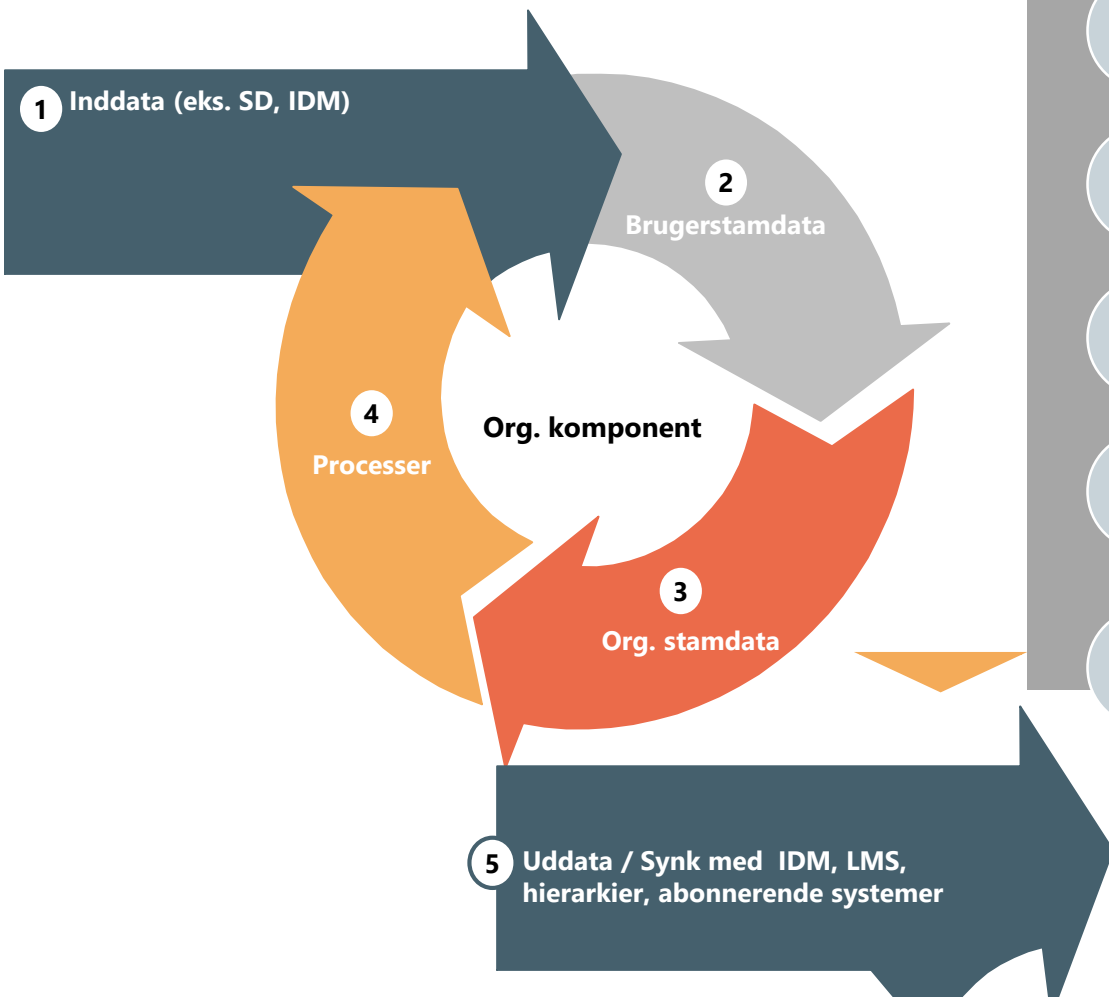 1
Inddata (eks. SD, IDM)
2
Brugerstamdata
Org. komponent
4
Processer
3
Org. stamdata
5
Uddata / Synk med  IDM, LMS,
hierarkier, abonnerende systemer